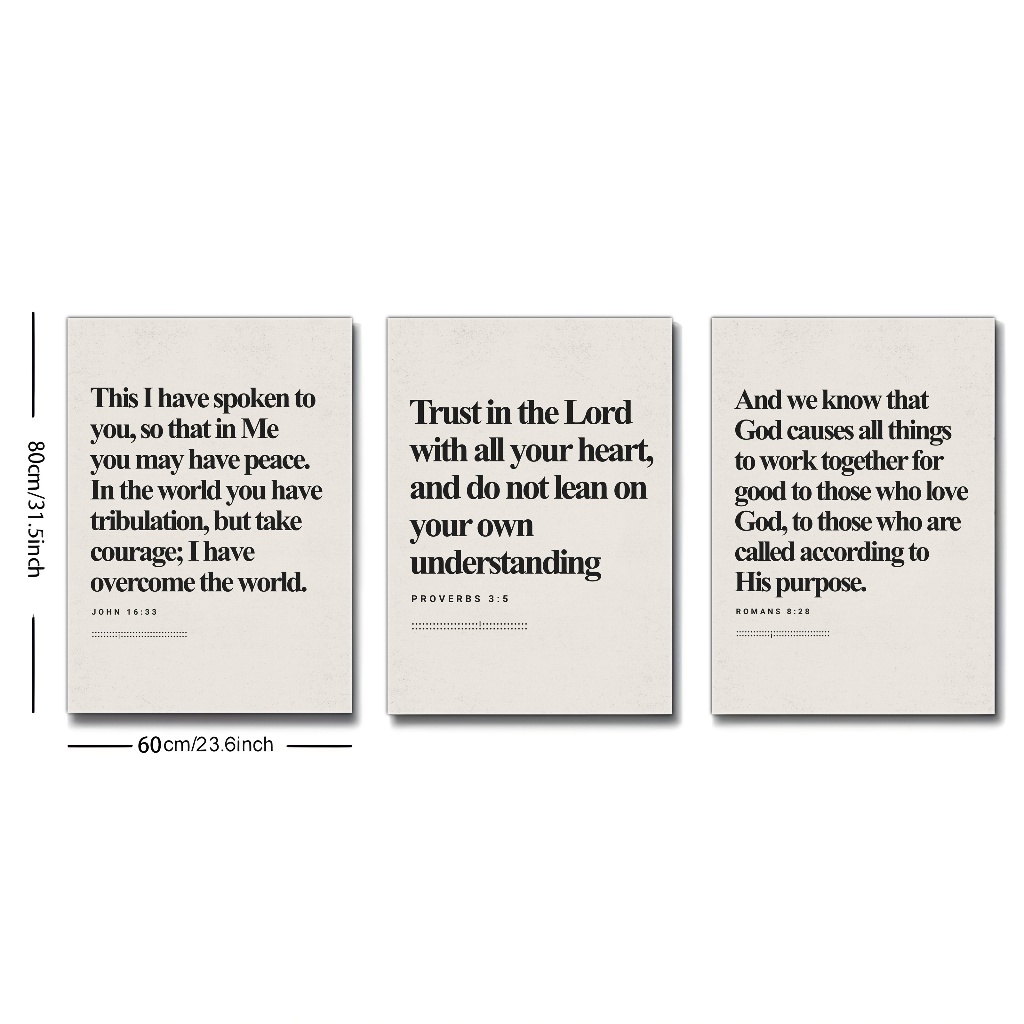 80cm/31.5inch
This I have spoken to
you, so that in Me
you may have peace.
In the world you have
tribulation, but take
courage; I have
overcome the world.
JOHN 16:33
Trust in the Lord
with all your heart,
and do not lean on
your own
understanding
PROVERBS 3:5
And we know that
God causes all things
to work together for
good to those who love
God, to those who are
called according to
His purpose.
ROMANS 8:28
60cm/23.6inch